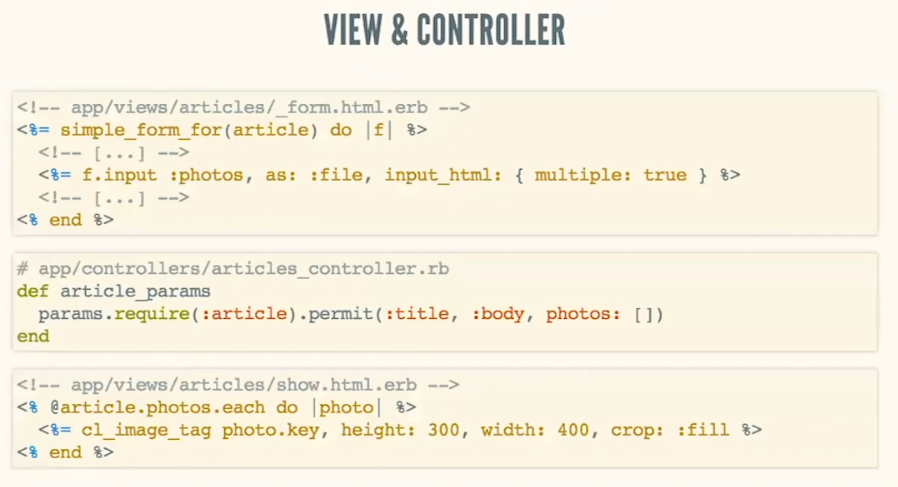 VIEW & CONTROLLER
<!-- app/views/articles/_form.html.erb -->
<%= simple_form_for(article) do |f| %>
  <!-- [...] -->
  <%= f.input :photos, as: :file, input_html: { multiple: true } %>
  <!-- [...] -->
<% end %>
# app/controllers/articles_controller.rb
def article_params
  params.require(:article).permit(:title, :body, photos: [])
end
<!-- app/views/articles/show.html.erb -->
<% @article.photos.each do |photo| %>
  <%= cl_image_tag photo.key, height: 300, width: 400, crop: :fill %>
<% end %>